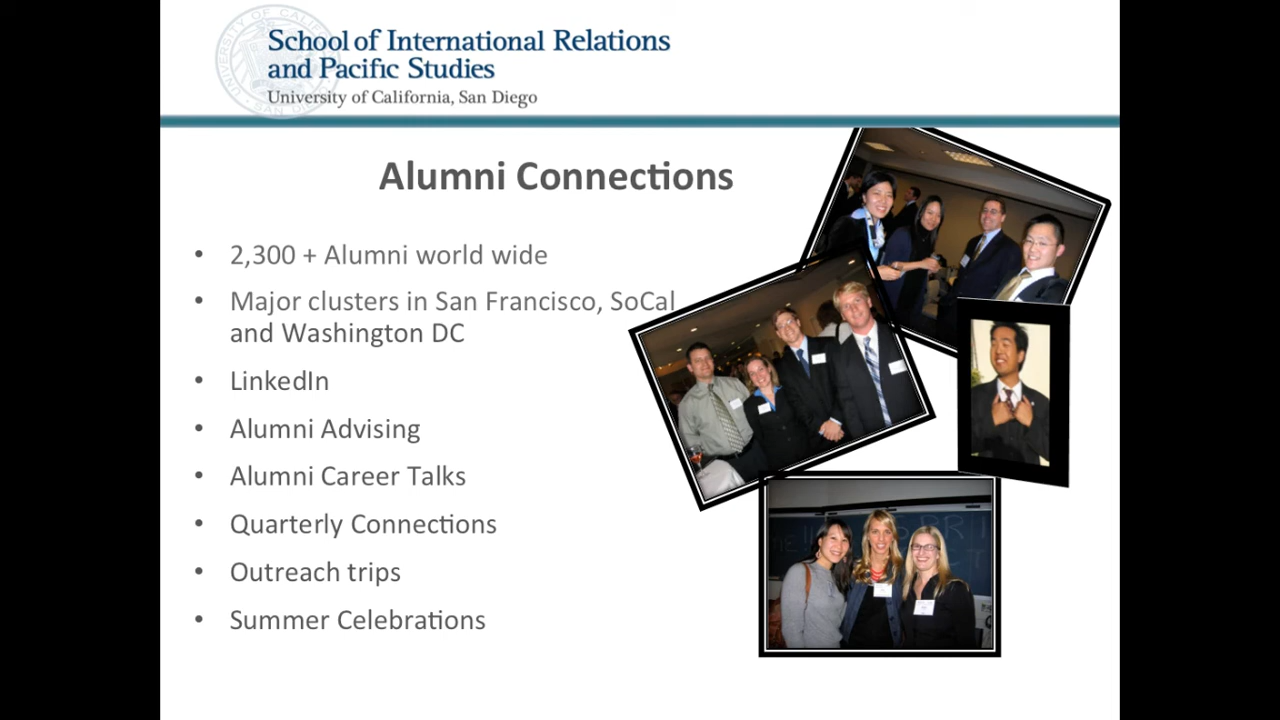 School of International Relations
and Pacific Studies
University of California, San Diego
Alumni Connections
• 2,300 + Alumni world wide
• Major clusters in San Francisco, SoCal
and Washington DC
• LinkedIn
• Alumni Advising
• Alumni Career Talks
• Quarterly Connections
• Outreach trips
• Summer Celebrations